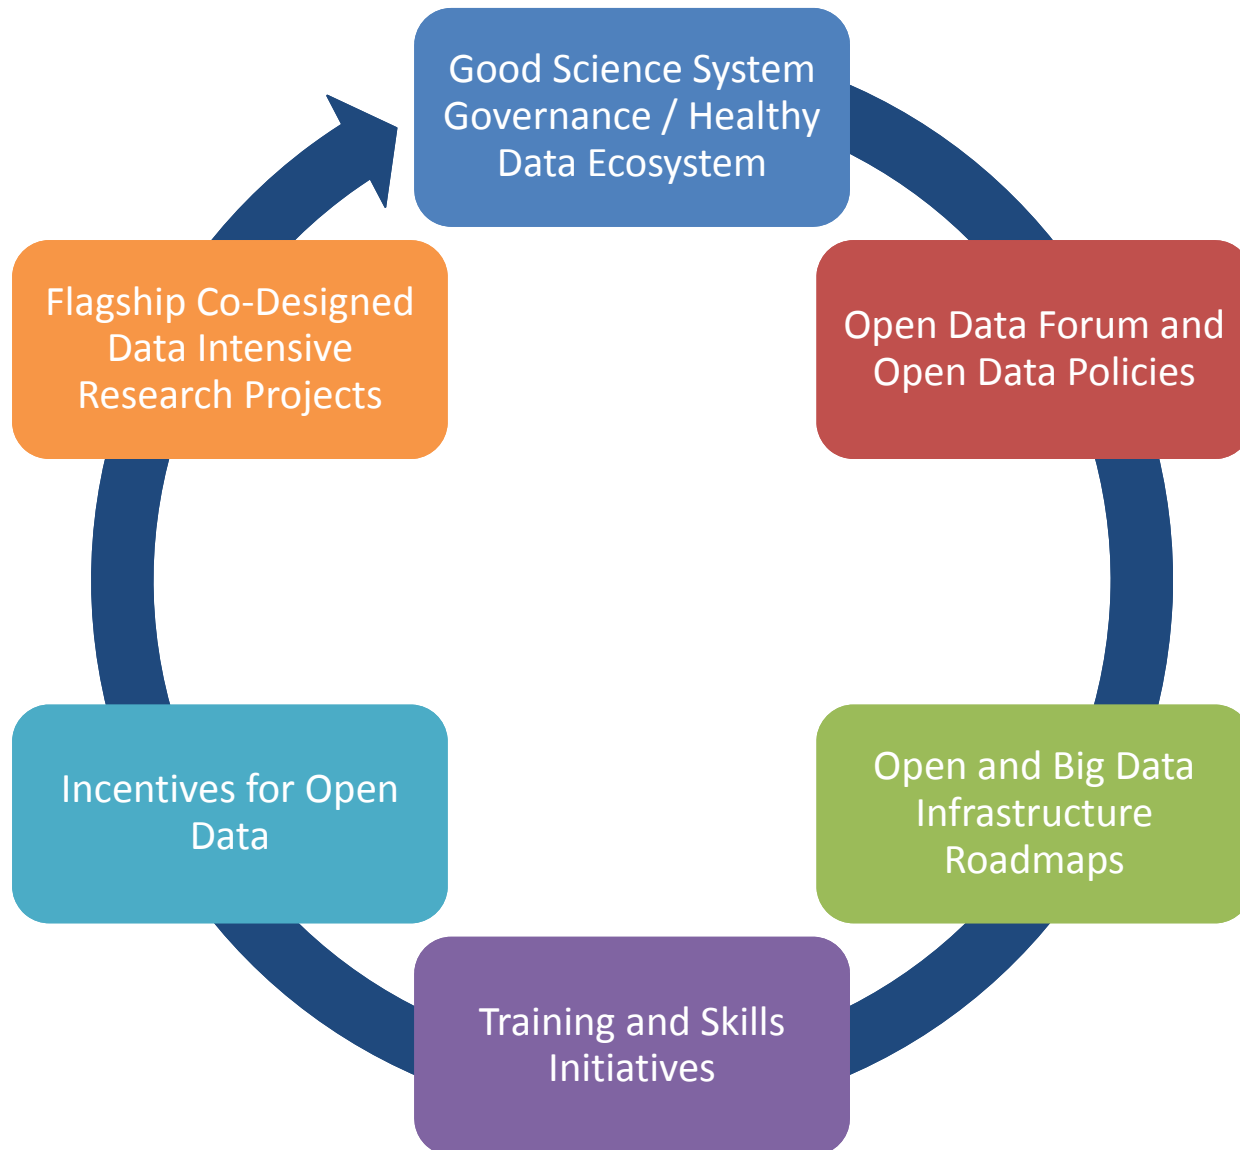 Good Science System
Governance / Healthy
Data Ecosystem
Open Data Forum and
Open Data Policies
Open and Big Data
Infrastructure
Roadmaps
Training and Skills
Initiatives
Incentives for Open
Data
Flagship Co-Designed
Data Intensive
Research Projects